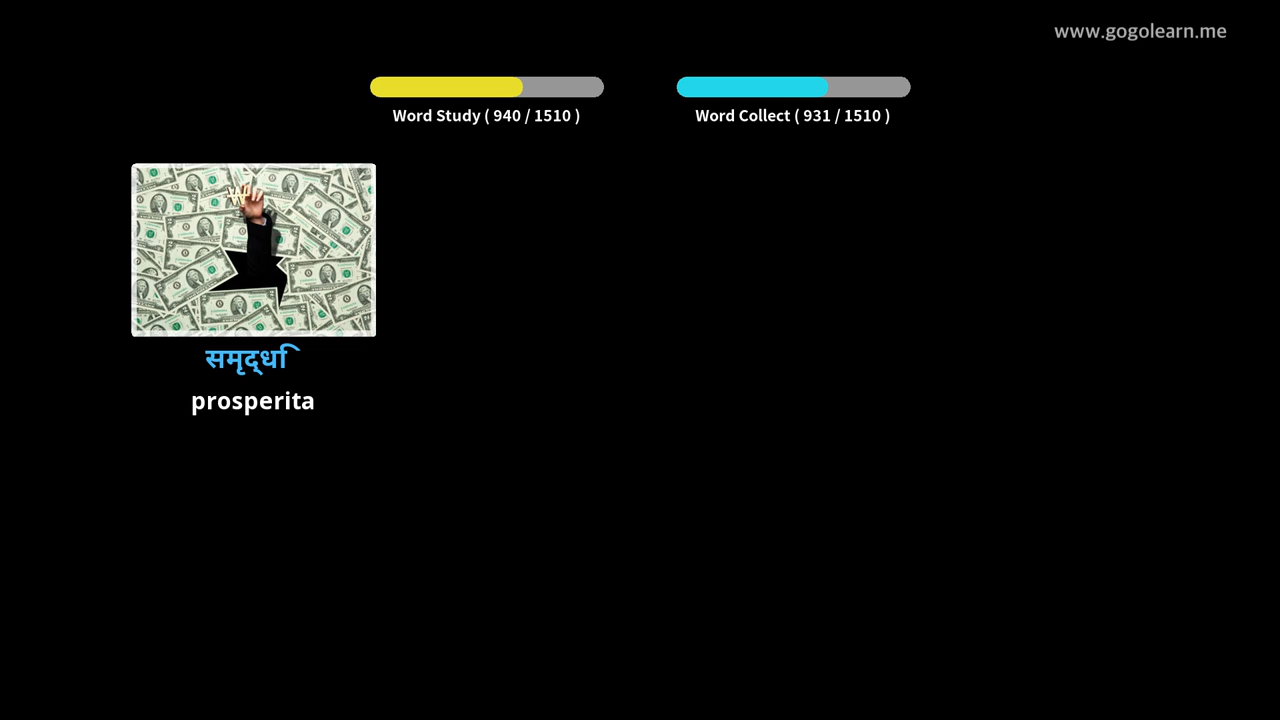 www.gogolearn.me
Word Study ( 940 / 1510 )
Word Collect ( 931 / 1510 )
समृद्धि
prosperita